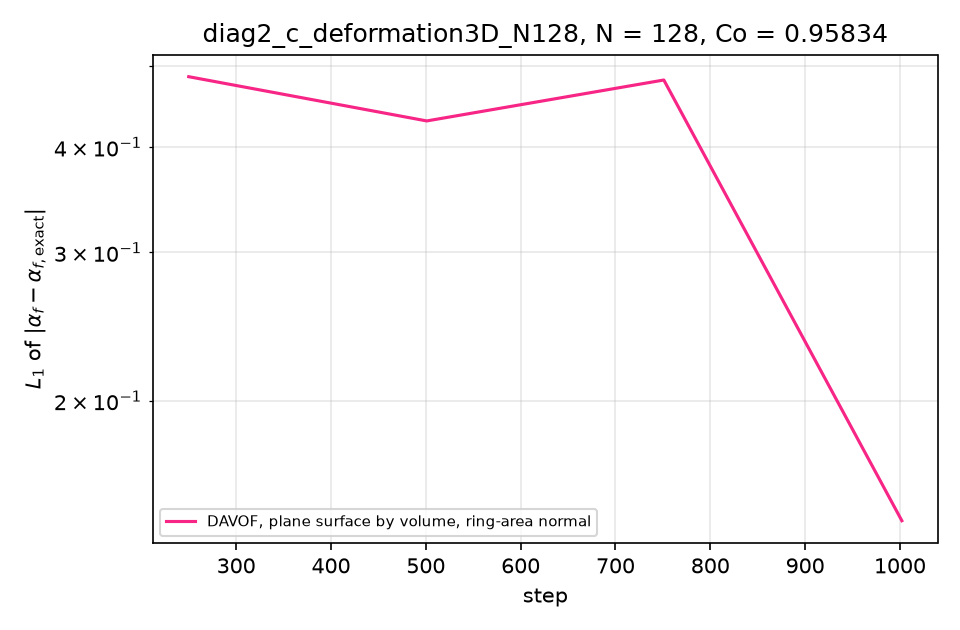 diag2_c_deformation3D_N128, N = 128, Co = 0.95834
L₁ of |α_f − α_{f,exact}|
4 × 10⁻¹
3 × 10⁻¹
2 × 10⁻¹
DAVOF, plane surface by volume, ring-area normal
300 400 500 600 700 800 900 1000
step